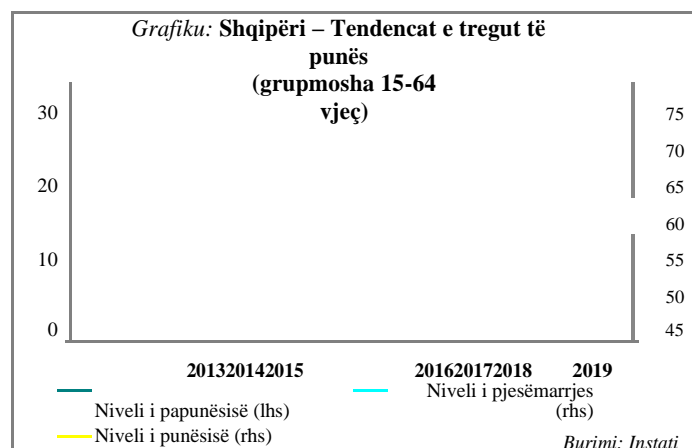 Grafiku: Shqipëri – Tendencat e tregut të
punës
(grupmosha 15-64
vjeç)
30
20
10
0
75
70
65
60
55
50
45
201320142015 201620172018 2019
Niveli i papunësisë (lhs)
Niveli i pjesëmarrjes
(rhs)
Niveli i punësisë (rhs)
Burimi: Instati